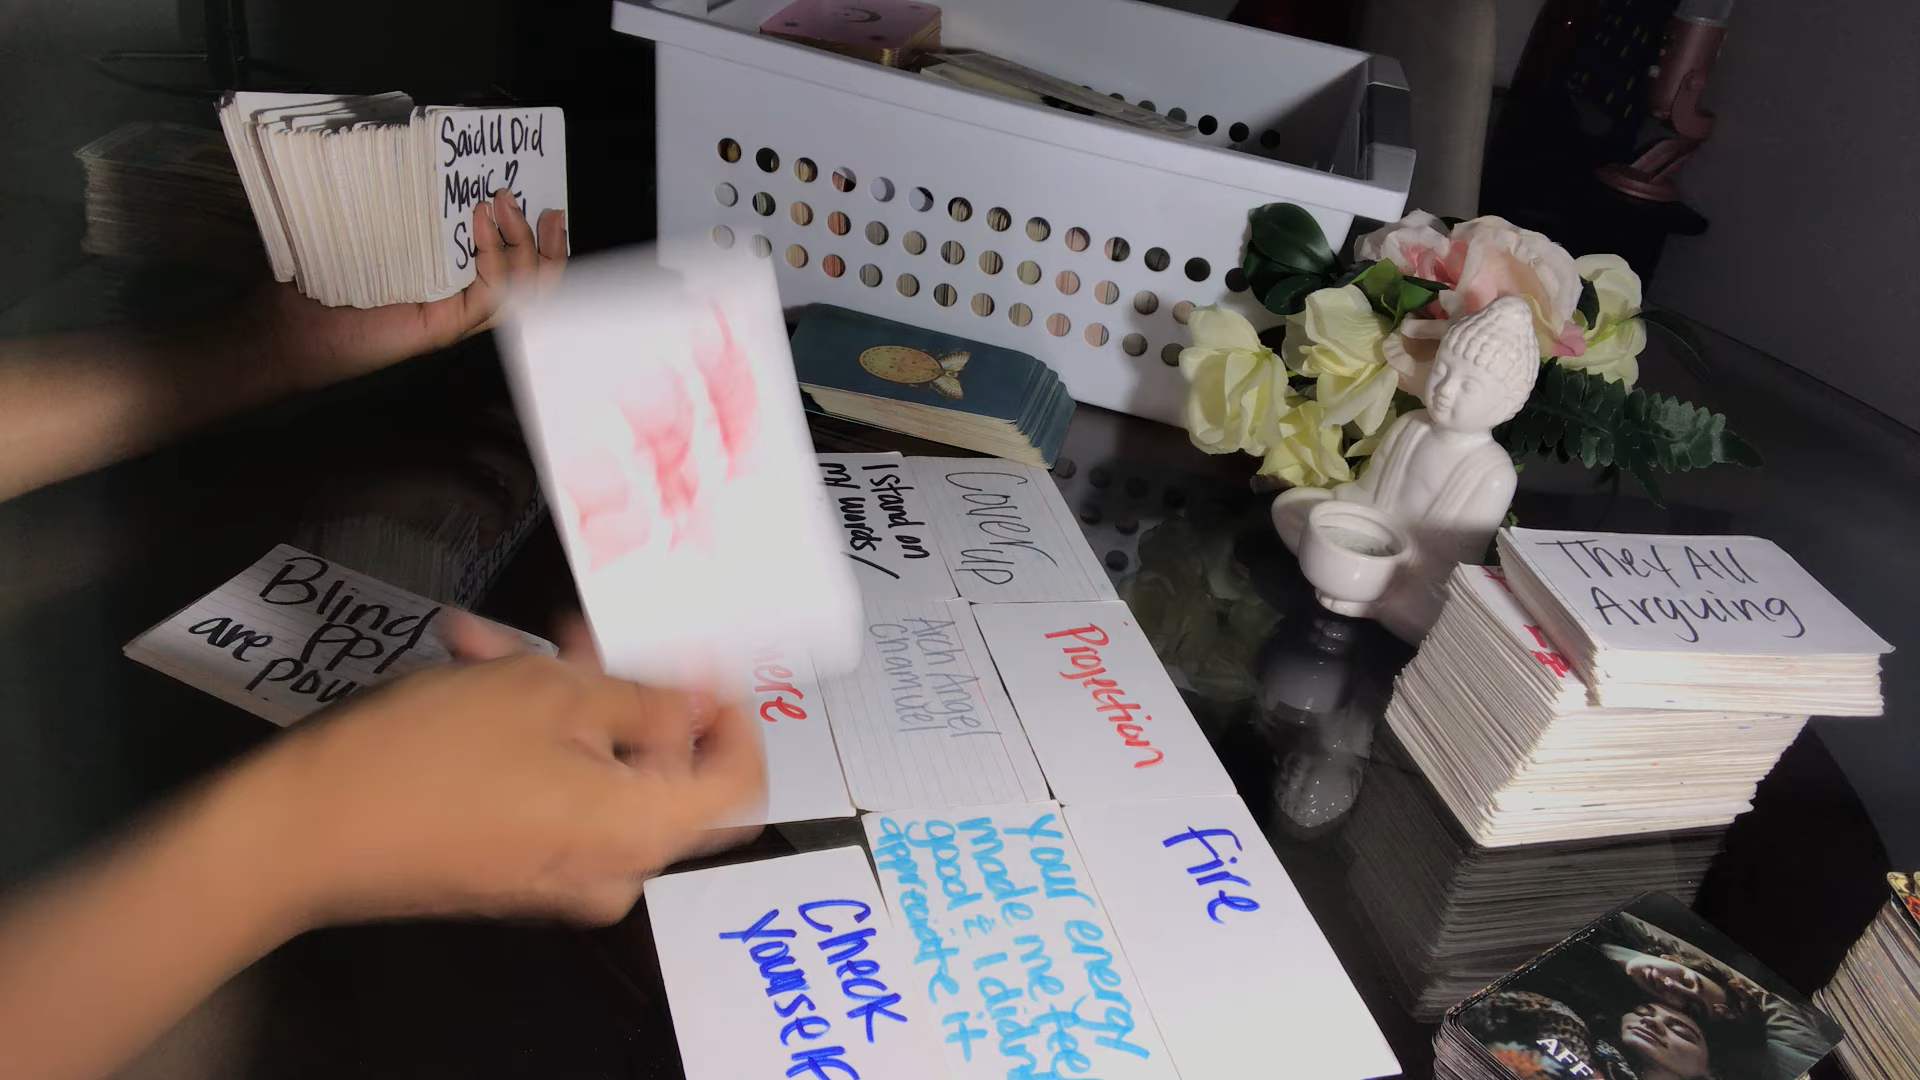 Said U Did
Magic 2
I stand on
my words/
Cover up
Blind
ppl
are
Arch Angel
Chamuel
Projection
They All
Arguing
Check
Yourself
Your energy
made me feel
good & I didn
appreciate it
fire
AFF